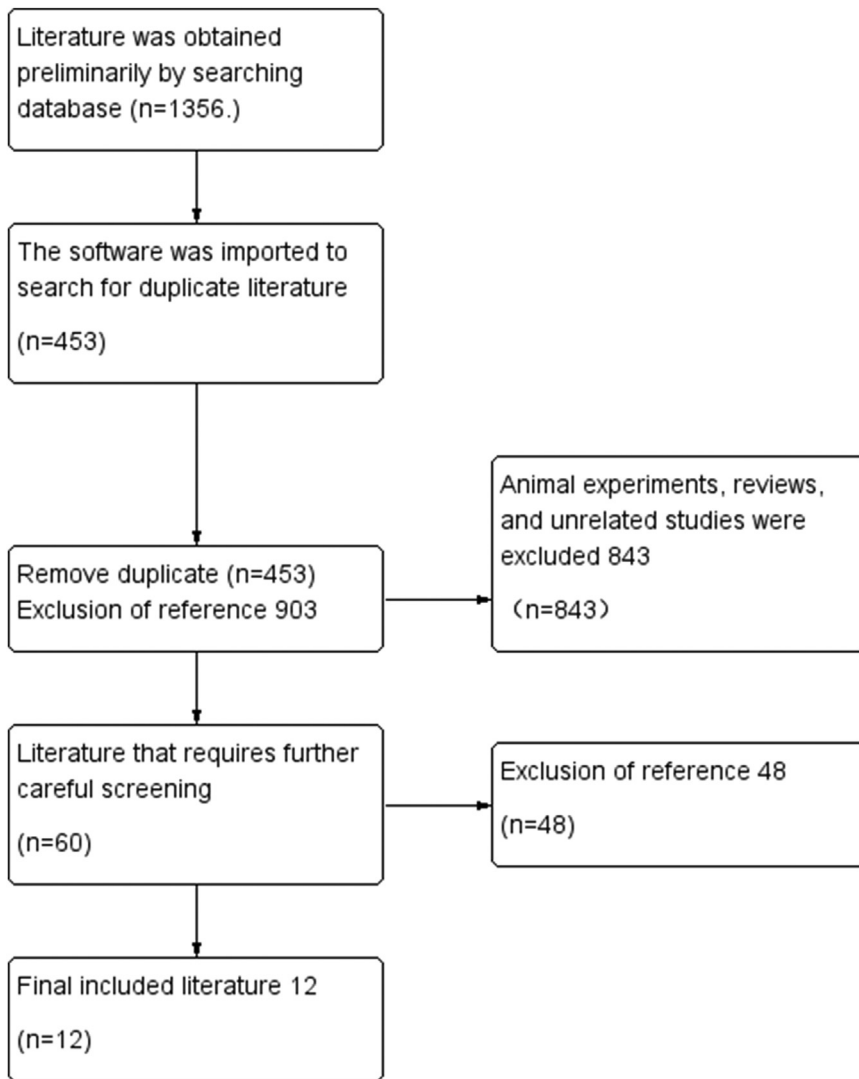 Literature was obtained
preliminarily by searching
database (n=1356.)
The software was imported to
search for duplicate literature
(n=453)
Remove duplicate (n=453)
Exclusion of reference 903
Animal experiments, reviews,
and unrelated studies were
excluded 843
（n=843）
Literature that requires further
careful screening
(n=60)
Exclusion of reference 48
(n=48)
Final included literature 12
(n=12)